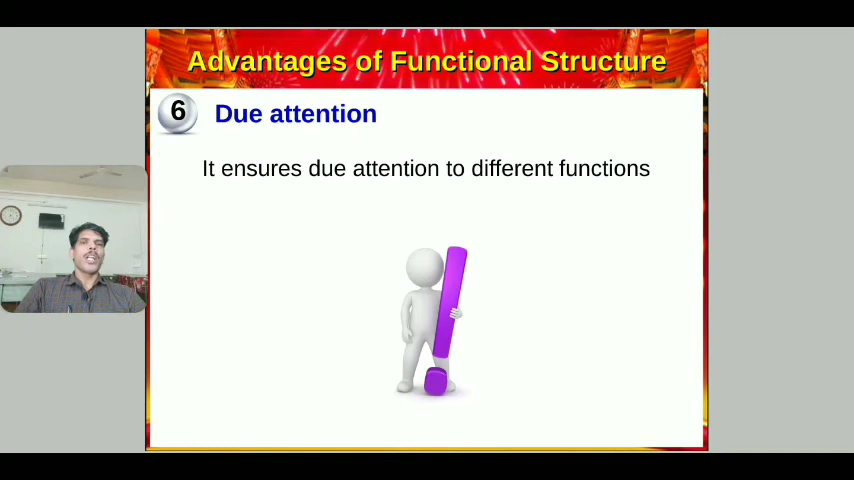 Advantages of Functional Structure
6 Due attention
It ensures due attention to different functions